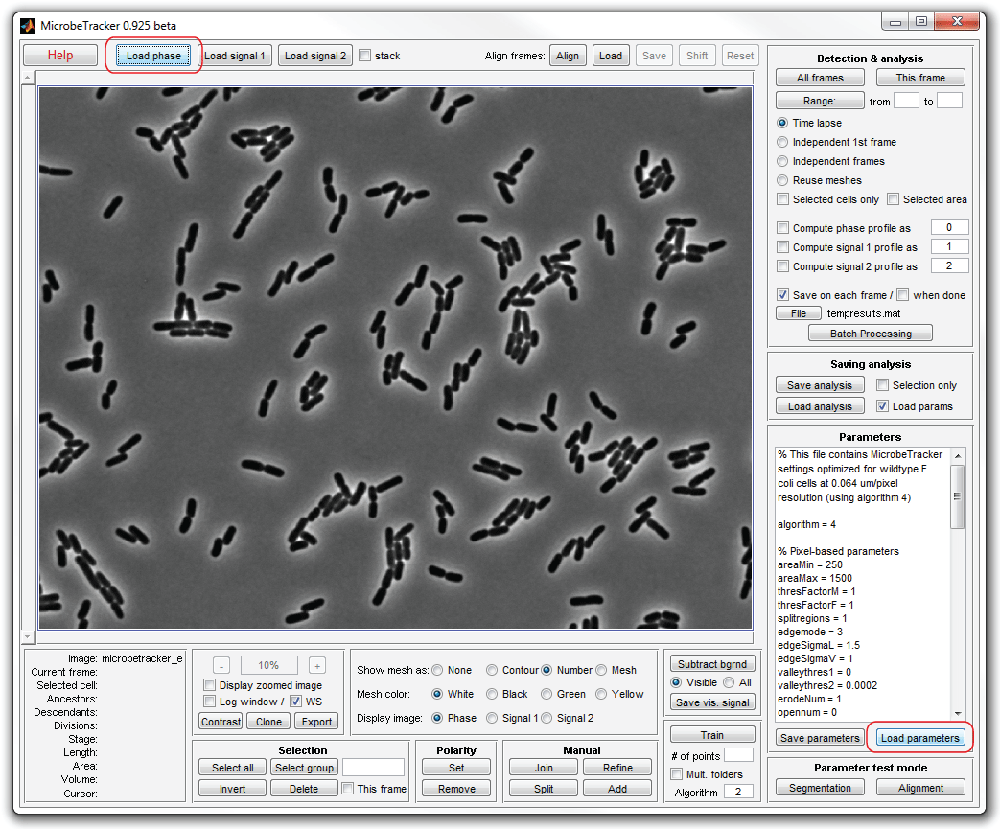 MicrobeTracker 0.925 beta
Help
Load phase
Load signal 1
Load signal 2
stack
Align frames:
Align
Load
Save
Shift
Reset
Detection & analysis
All frames
This frame
Range:
from
to
Time lapse
Independent 1st frame
Independent frames
Reuse meshes
Selected cells only
Selected area
Compute phase profile as 0
Compute signal 1 profile as 1
Compute signal 2 profile as 2
Save on each frame /
when done
File
tempresults.mat
Batch Processing
Saving analysis
Save analysis
Selection only
Load analysis
Load params
Parameters
% This file contains MicrobeTracker
settings optimized for wildtype E.
coli cells at 0.064 um/pixel
resolution (using algorithm 4)
algorithm = 4
% Pixel-based parameters
areaMin = 250
areaMax = 1500
thresFactorM = 1
thresFactorF = 1
splitregions = 1
edgemode = 3
edgeSigmaL = 1.5
edgeSigmaV = 1
valleythres1 = 0
valleythres2 = 0.0002
erodeNum = 1
opennum = 0
Save parameters
Load parameters
Parameter test mode
Segmentation
Alignment
Image: microbetracker_e
Current frame:
Selected cell:
Ancestors:
Descendants:
Divisions:
Stage:
Length:
Area:
Volume:
Cursor:
-
10%
+
Display zoomed image
Log window /
WS
Contrast
Clone
Export
Show mesh as:
None
Contour
Number
Mesh
Mesh color:
White
Black
Green
Yellow
Display image:
Phase
Signal 1
Signal 2
Subtract bgrnd
Visible
All
Save vis. signal
Selection
Select all
Select group
Invert
Delete
This frame
Polarity
Set
Remove
Manual
Join
Refine
Split
Add
Train
# of points
Mult. folders
Algorithm 2